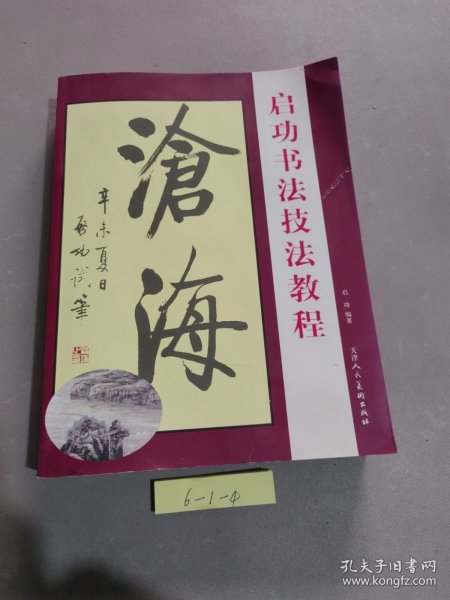 启功书法技法教程
启功 编著
天津人民美术出版社
滄海
辛未夏日
启功试笔
6-1-4
孔夫子旧书网
www.kongfz.com